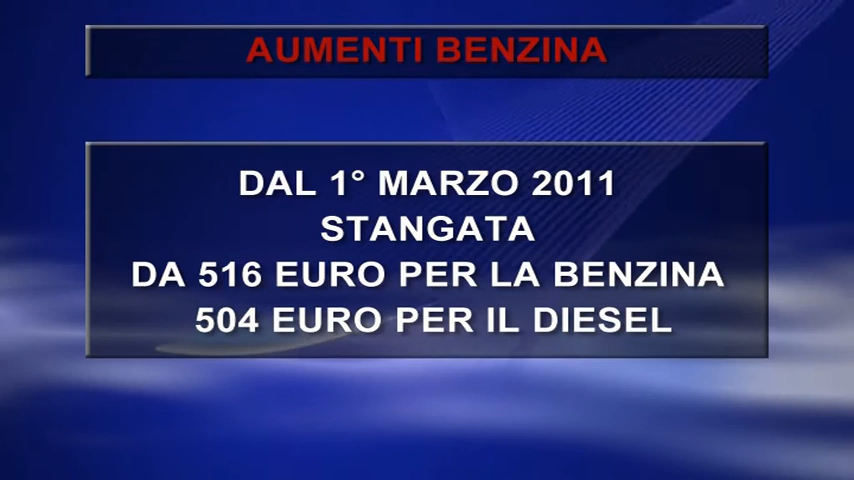 AUMENTI BENZINA
DAL 1° MARZO 2011
STANGATA
DA 516 EURO PER LA BENZINA
504 EURO PER IL DIESEL